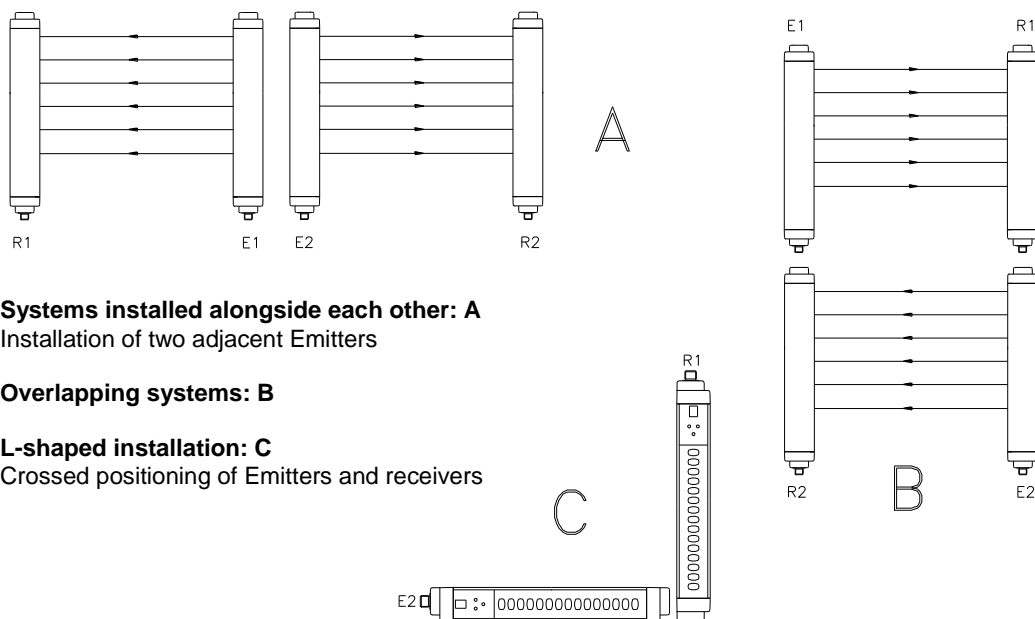 R1
E1
E2
R2
A
E1
R1
Systems installed alongside each other: A
Installation of two adjacent Emitters
Overlapping systems: B
L-shaped installation: C
Crossed positioning of Emitters and receivers
R1
C
E2
R2
B
E2